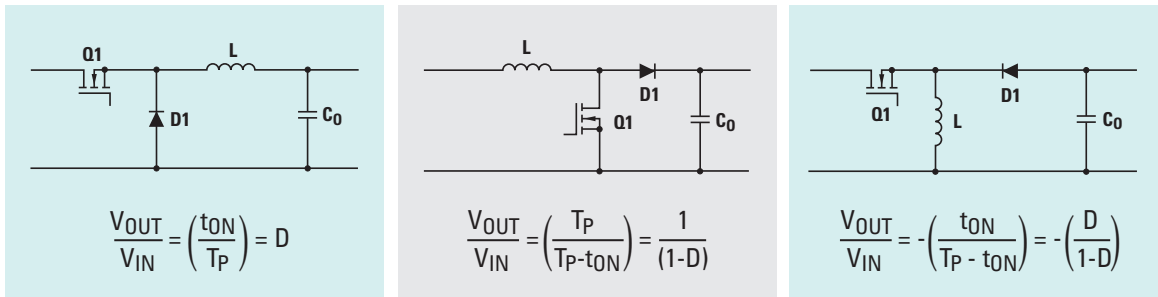 Q1
L
D1
C0
VOUT/VIN = (tON/TP) = D
L
D1
Q1
C0
VOUT/VIN = (TP/TP-tON) = 1/(1-D)
Q1
D1
L
C0
VOUT/VIN = -(tON/TP - tON) = -(D/1-D)